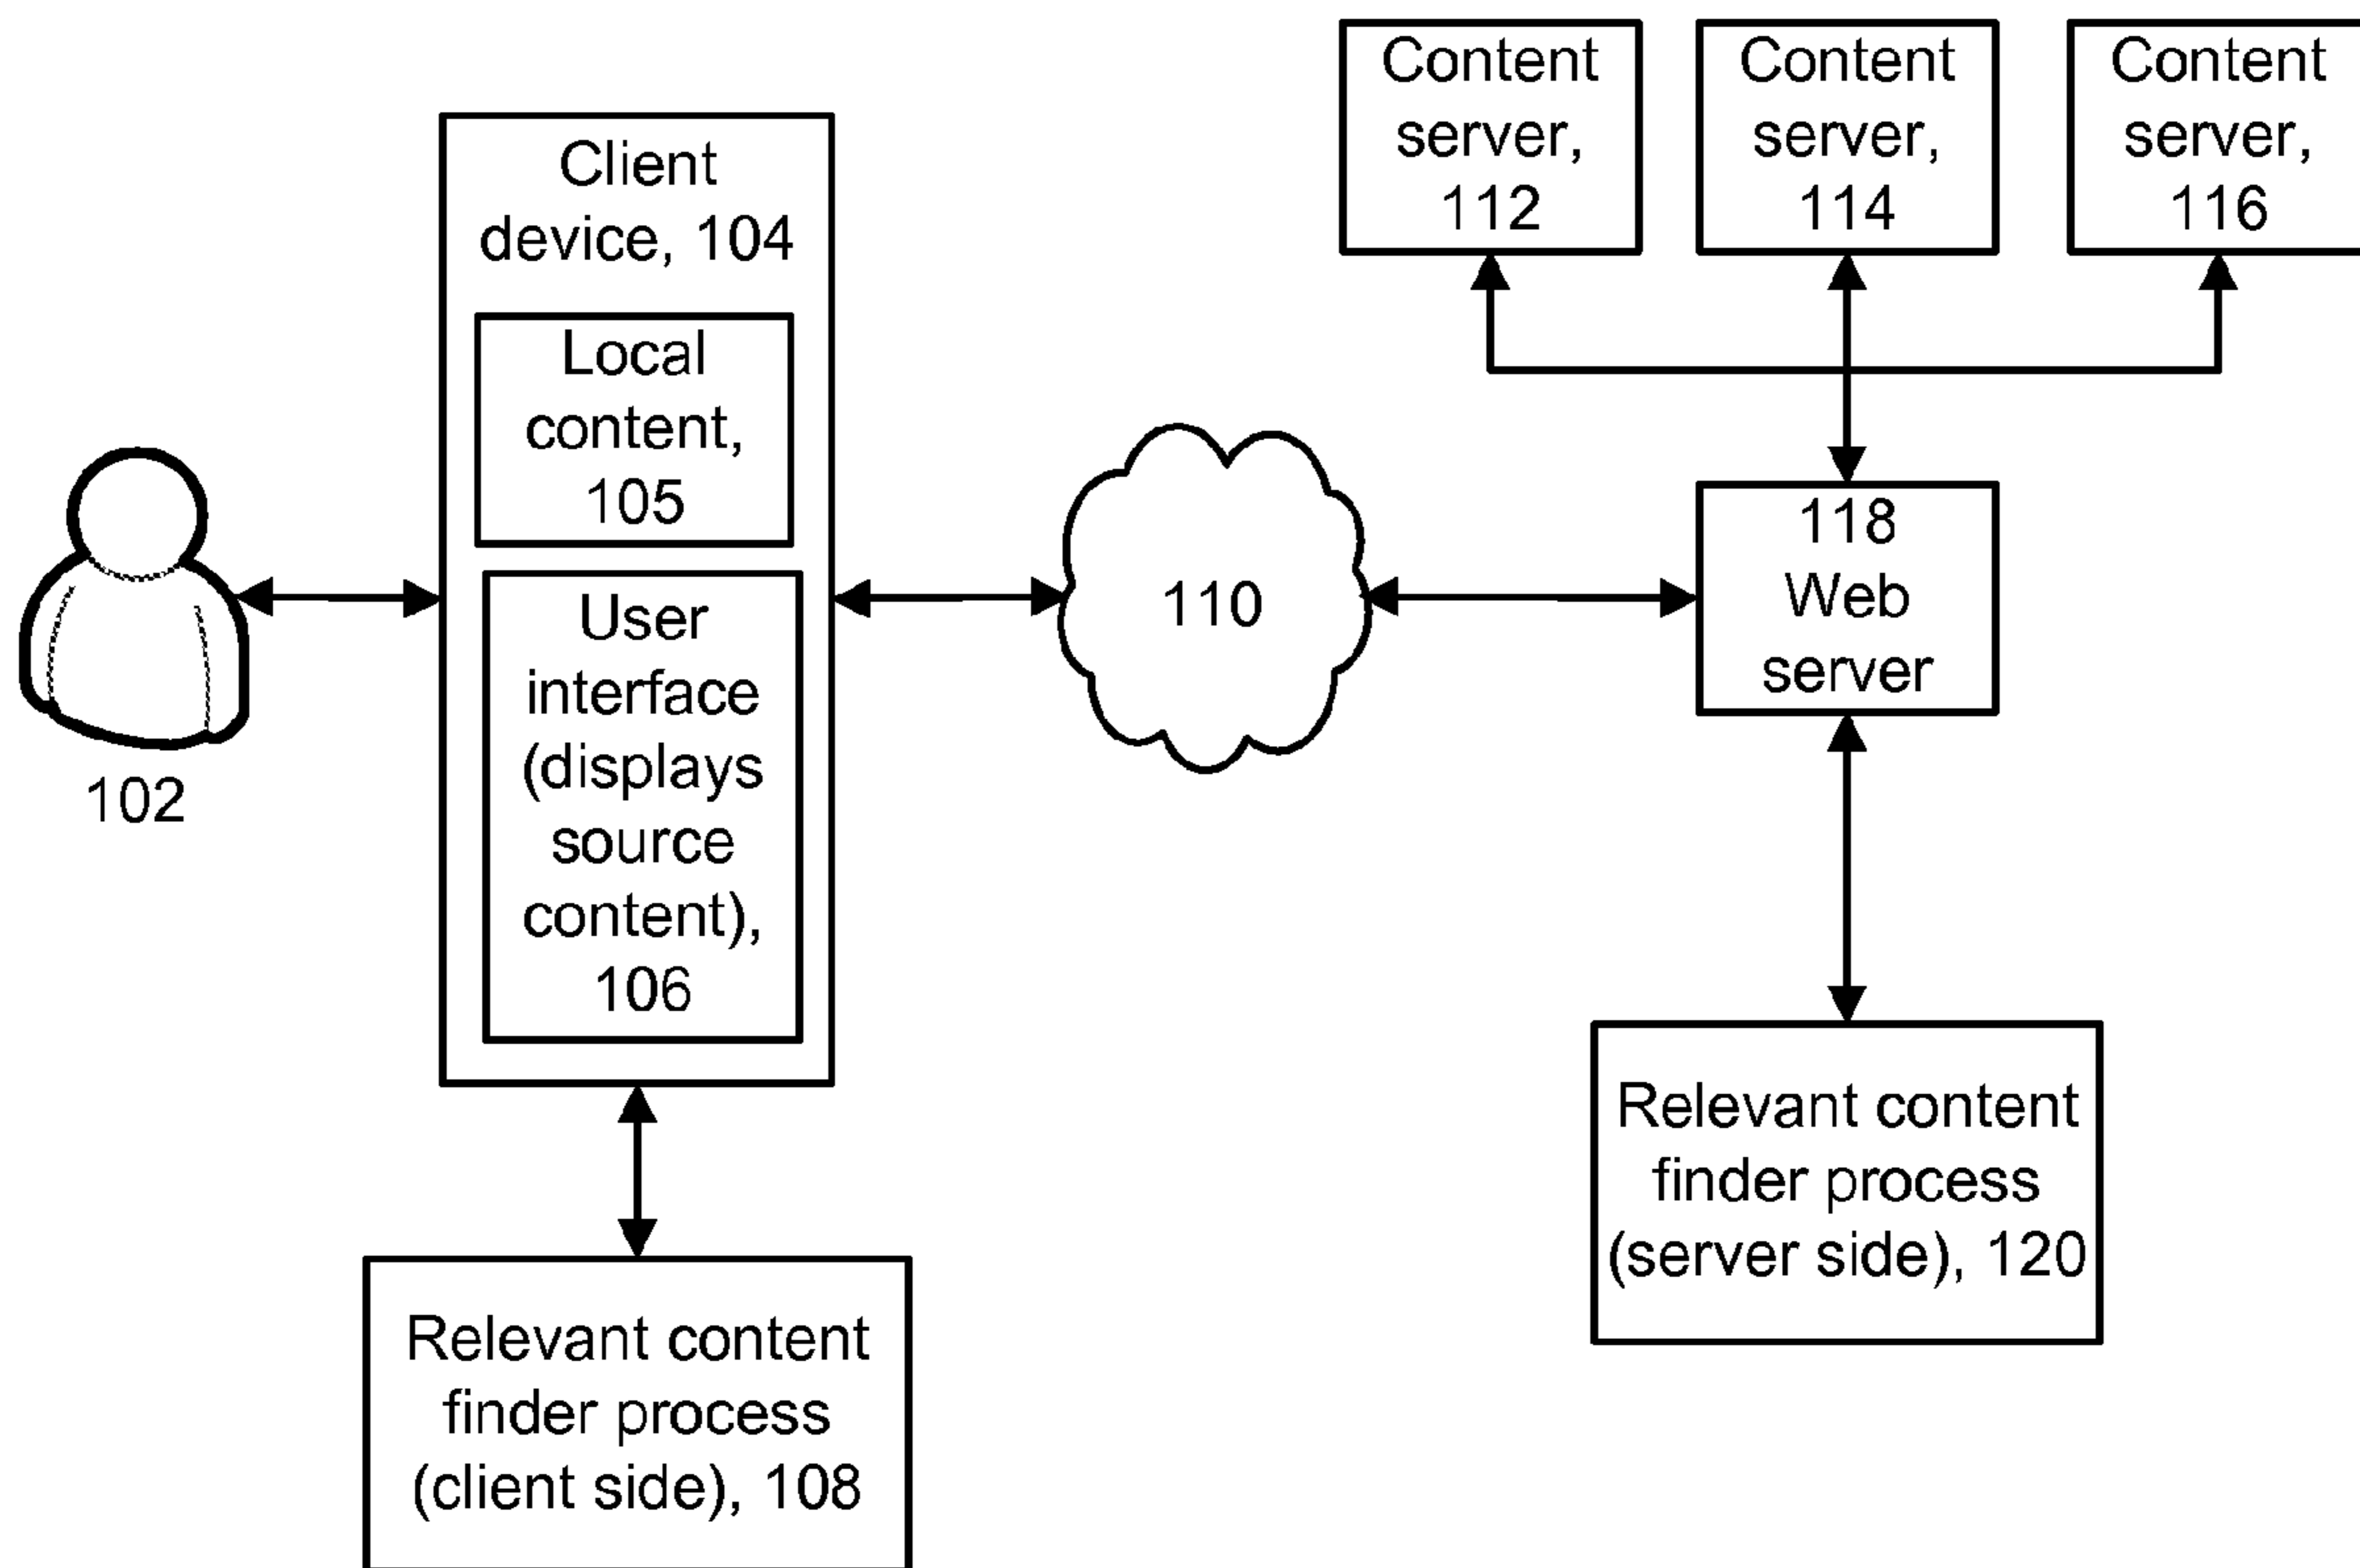 Content
server,
112
Content
server,
114
Content
server,
116
Client
device, 104
Local
content,
105
User
interface
(displays
source
content),
106
102
110
118
Web
server
Relevant content
finder process
(client side), 108
Relevant content
finder process
(server side), 120